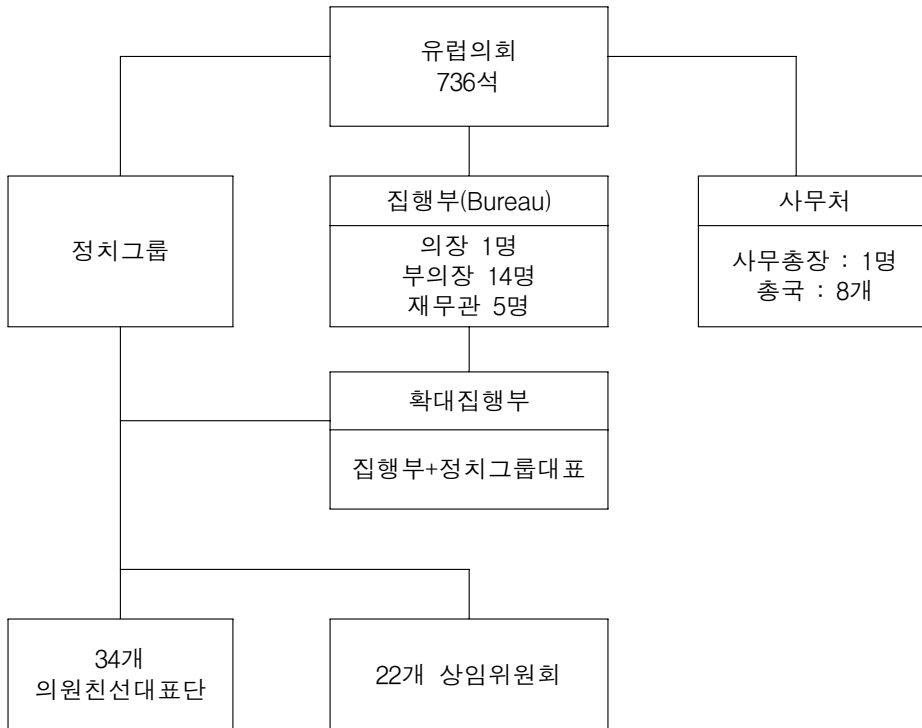 유럽의회
736석
정치그룹
집행부(Bureau)
의장 1명
부의장 14명
재무관 5명
사무처
사무총장 : 1명
총국 : 8개
확대집행부
집행부+정치그룹대표
34개
의원친선대표단
22개 상임위원회